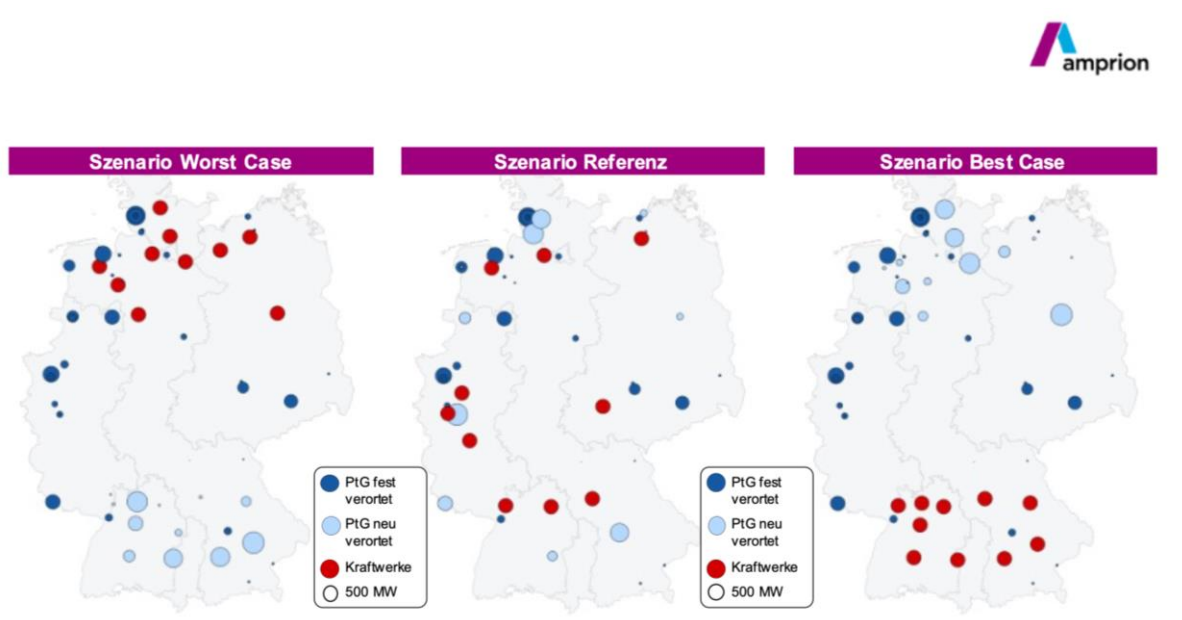 amprion
Szenario Worst Case
Szenario Referenz
Szenario Best Case
PtG fest
verortet
PtG neu
verortet
Kraftwerke
500 MW
PtG fest
verortet
PtG neu
verortet
Kraftwerke
500 MW